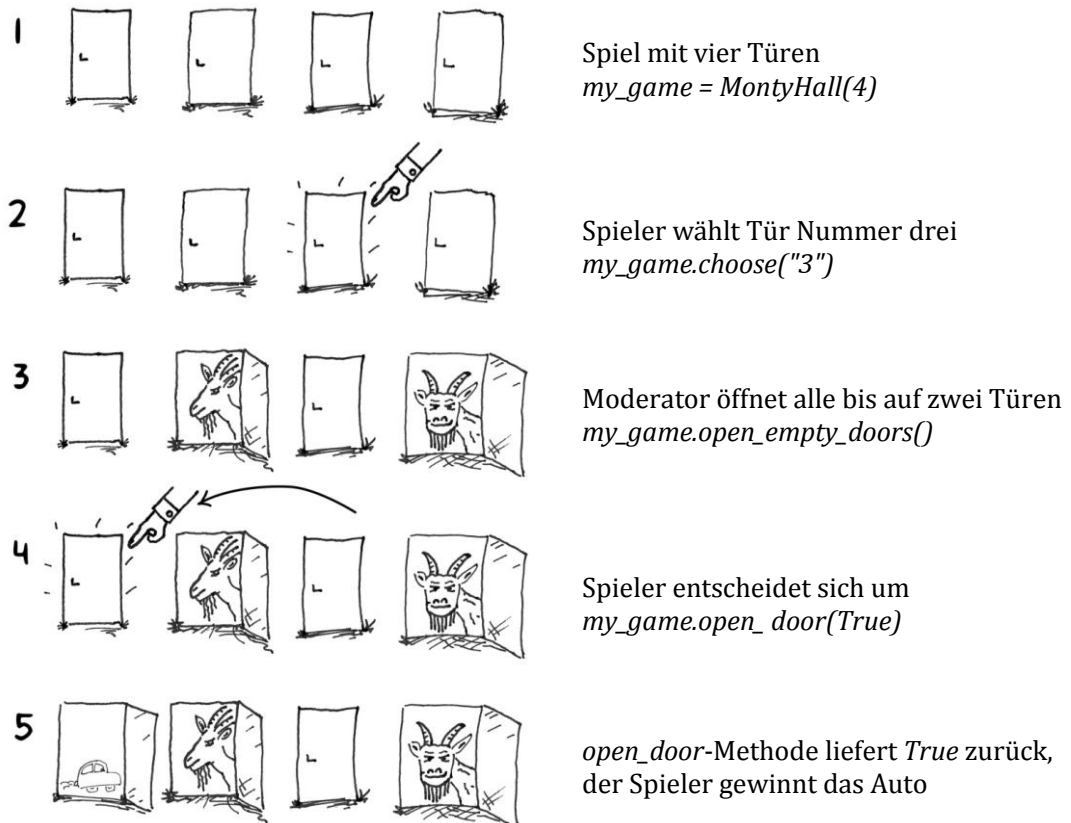 1
Spiel mit vier Türen
my_game = MontyHall(4)
2
Spieler wählt Tür Nummer drei
my_game.choose("3")
3
Moderator öffnet alle bis auf zwei Türen
my_game.open_empty_doors()
4
Spieler entscheidet sich um
my_game.open_ door(True)
5
open_door-Methode liefert True zurück,
der Spieler gewinnt das Auto